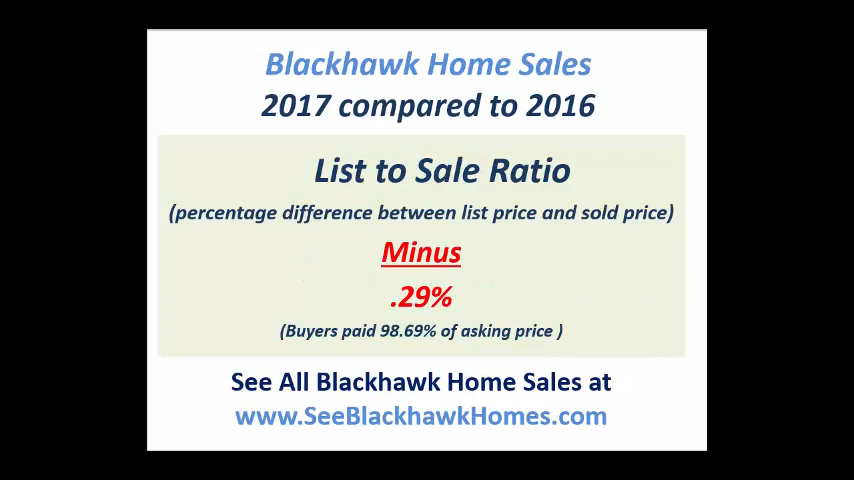 Blackhawk Home Sales
2017 compared to 2016
List to Sale Ratio
(percentage difference between list price and sold price)
Minus
.29%
(Buyers paid 98.69% of asking price )
See All Blackhawk Home Sales at
www.SeeBlackhawkHomes.com